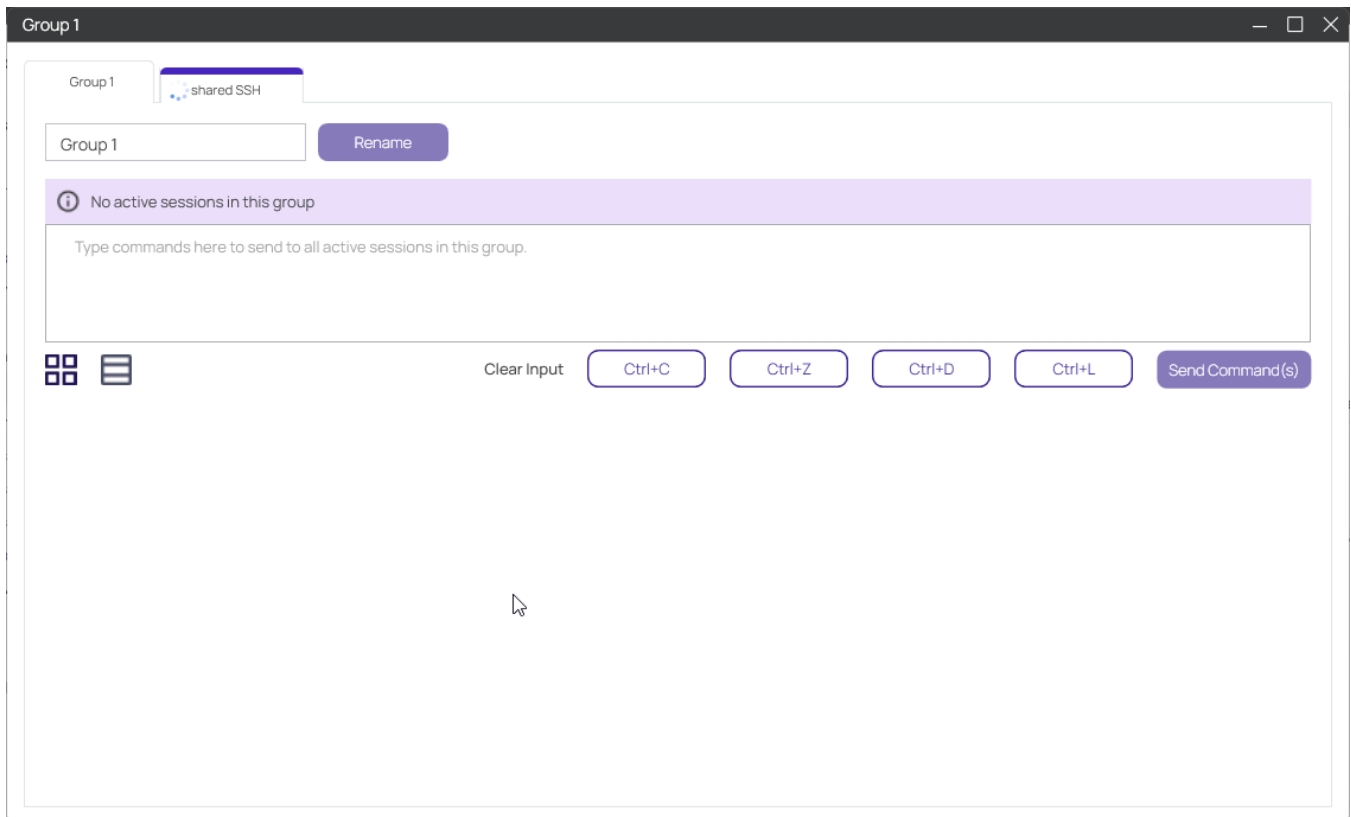 Group 1
Group 1
shared SSH
Group 1
Rename
No active sessions in this group
Type commands here to send to all active sessions in this group.
Clear Input
Ctrl+C
Ctrl+Z
Ctrl+D
Ctrl+L
Send Command(s)